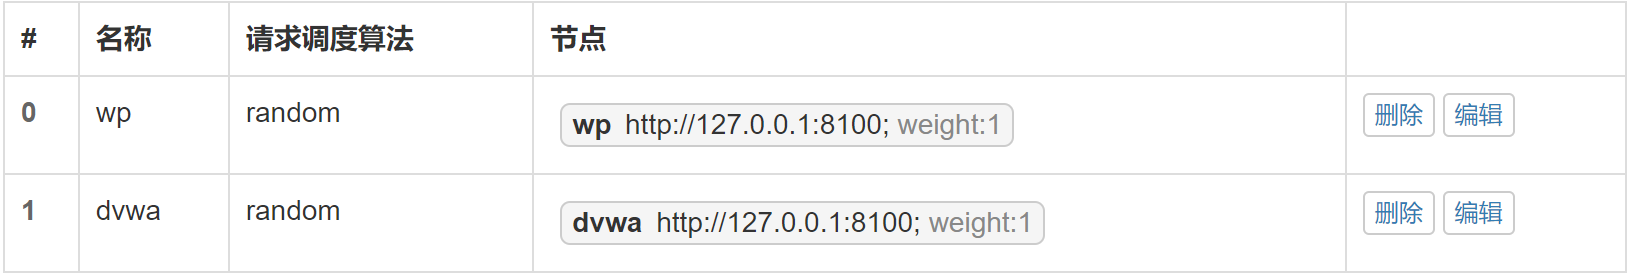 # 名称 请求调度算法 节点
0 wp random wp http://127.0.0.1:8100; weight:1 删除 编辑
1 dvwa random dvwa http://127.0.0.1:8100; weight:1 删除 编辑